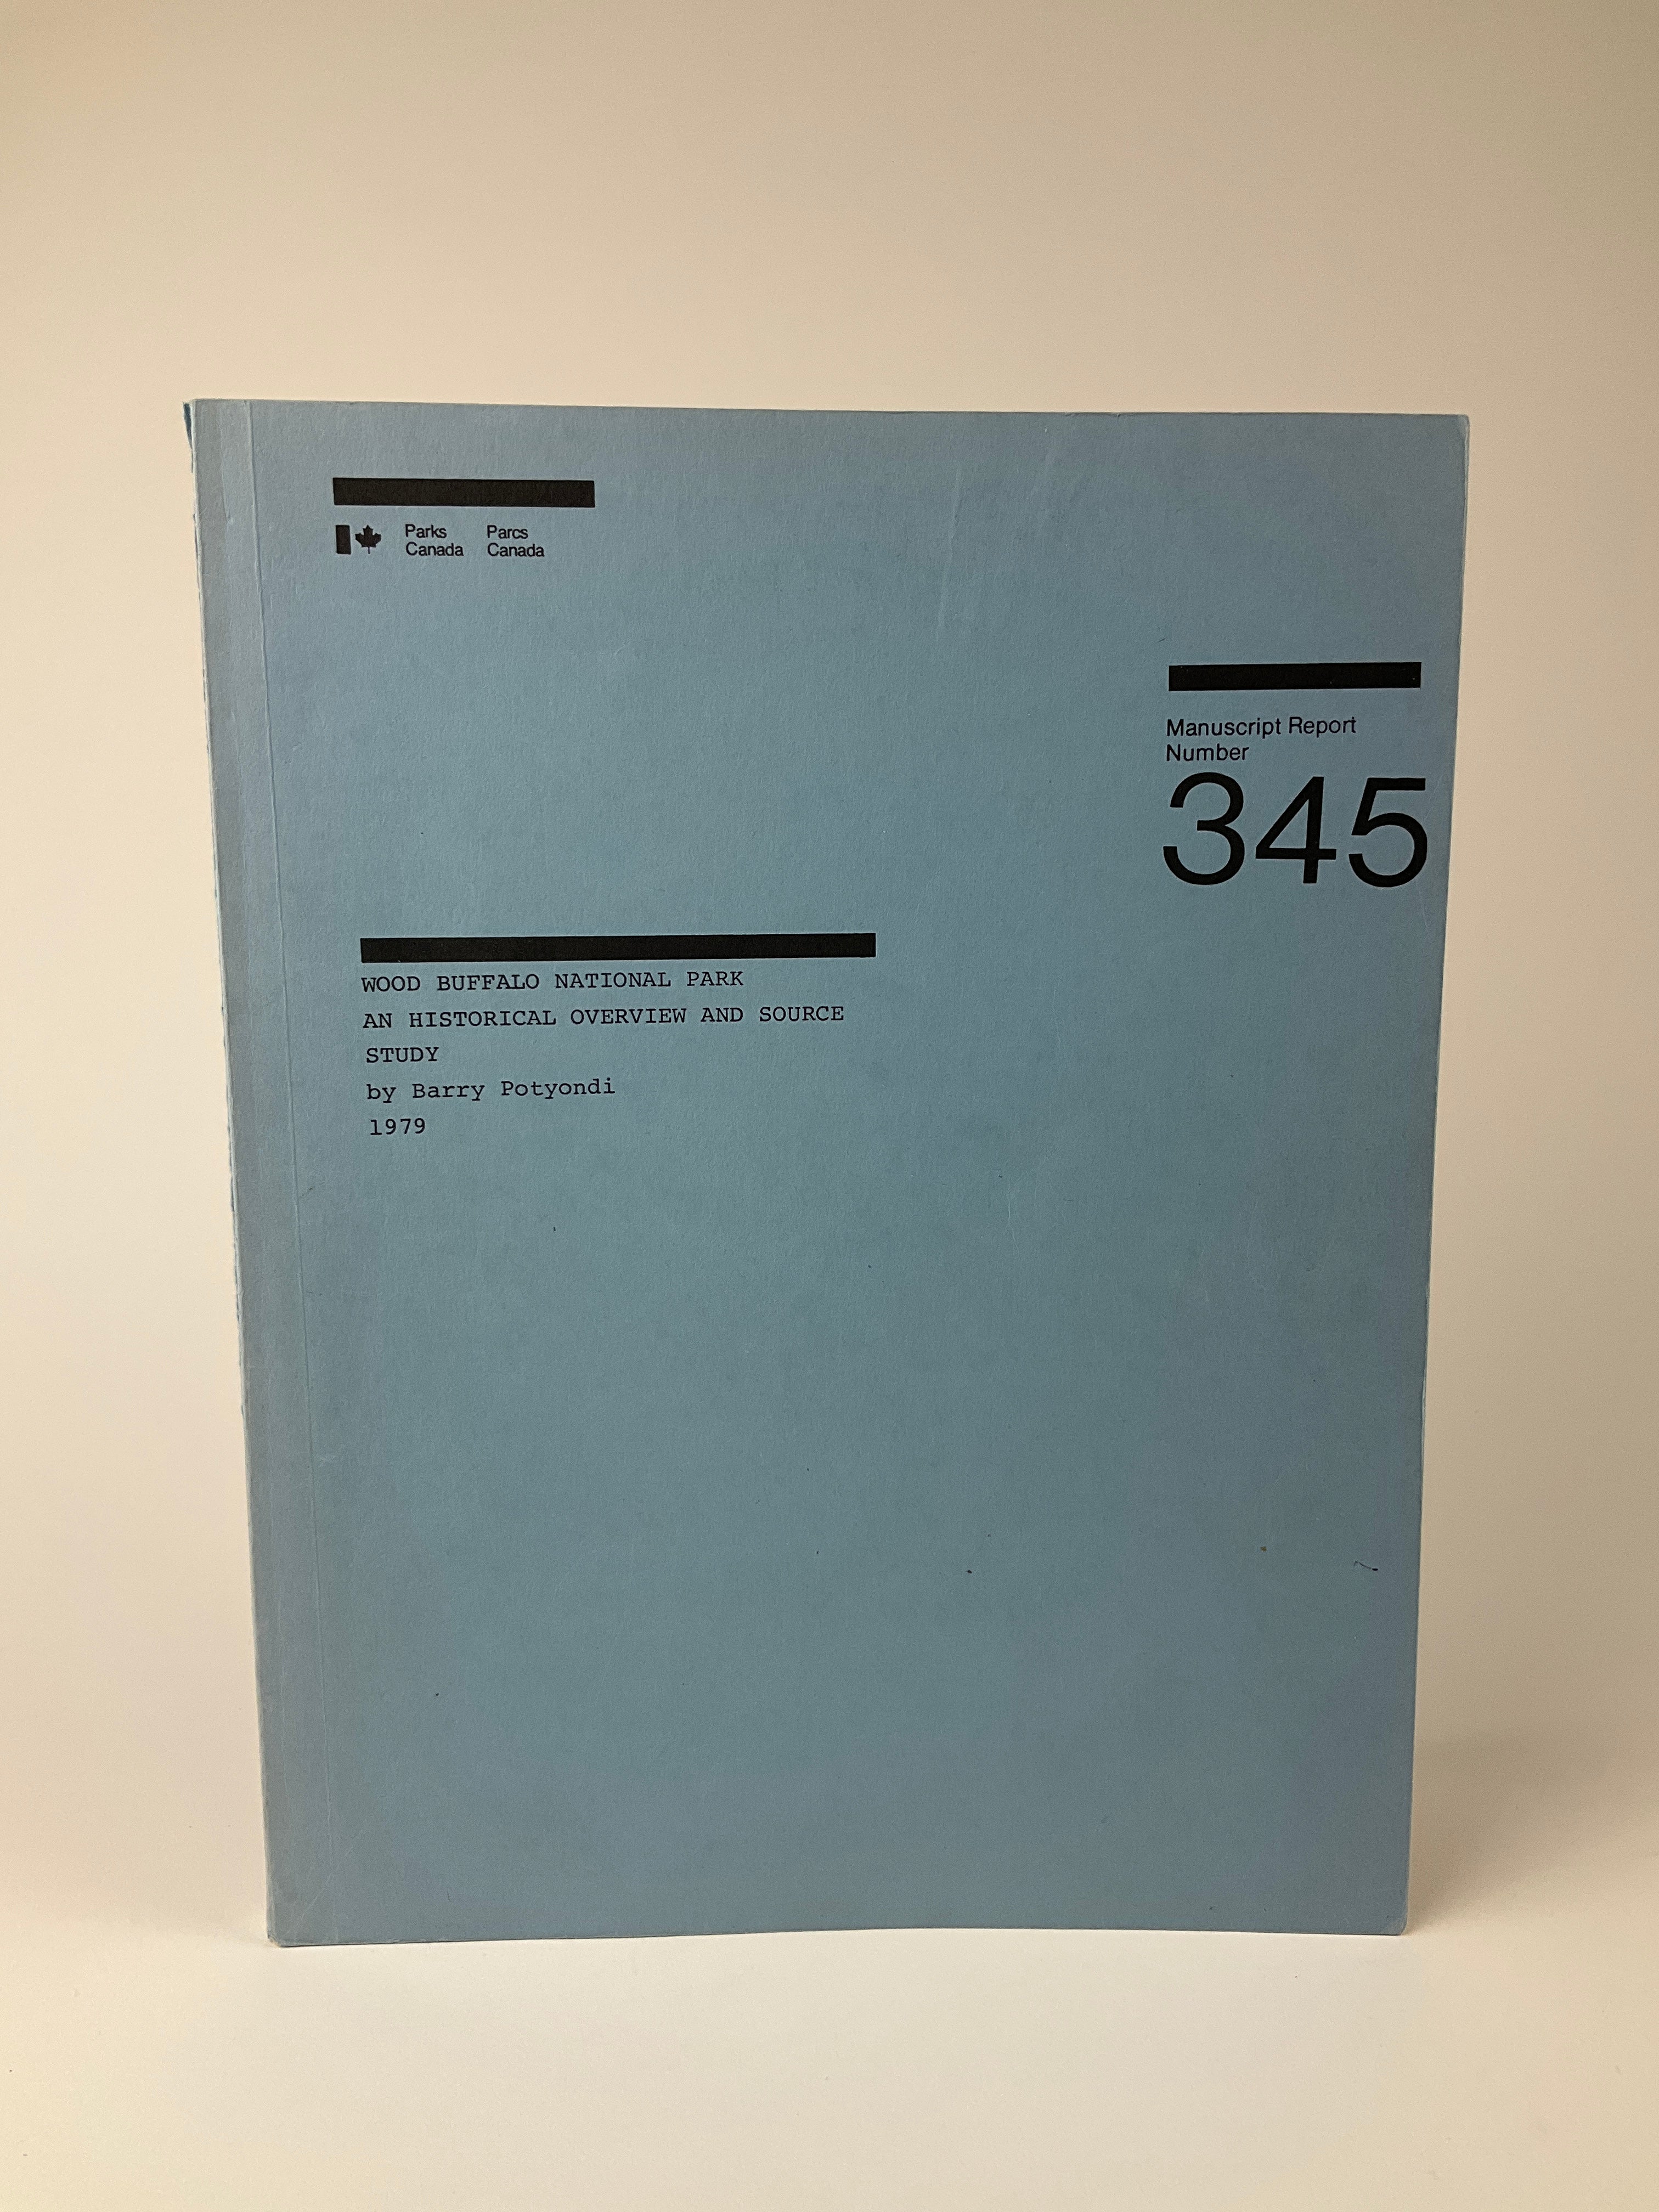 Parks Canada
Parcs Canada
Manuscript Report
Number
345
WOOD BUFFALO NATIONAL PARK
AN HISTORICAL OVERVIEW AND SOURCE
STUDY
by Barry Potyondi
1979